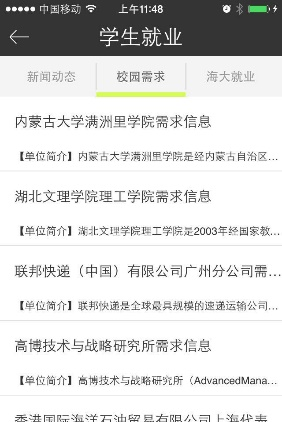 中国移动 上午11:48
学生就业
新闻动态 校园需求 海大就业
内蒙古大学满洲里学院需求信息
【单位简介】内蒙古大学满洲里学院是经内蒙古自治区...
湖北文理学院理工学院需求信息
【单位简介】湖北文理学院理工学院是2003年经国家教...
联邦快递（中国）有限公司广州分公司需...
【单位简介】联邦快递是全球最具规模的速递运输公司...
高博技术与战略研究所需求信息
【单位简介】高博技术与战略研究所（AdvancedMana...
香港国际海洋石油贸易有限公司上海代表